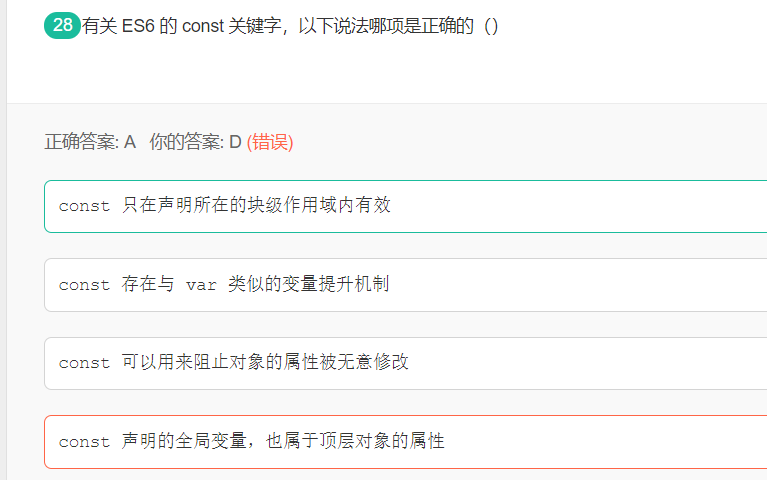 28 有关 ES6 的 const 关键字，以下说法哪项是正确的（）
正确答案: A 你的答案: D (错误)
const 只在声明所在的块级作用域内有效
const 存在与 var 类似的变量提升机制
const 可以用来阻止对象的属性被无意修改
const 声明的全局变量，也属于顶层对象的属性